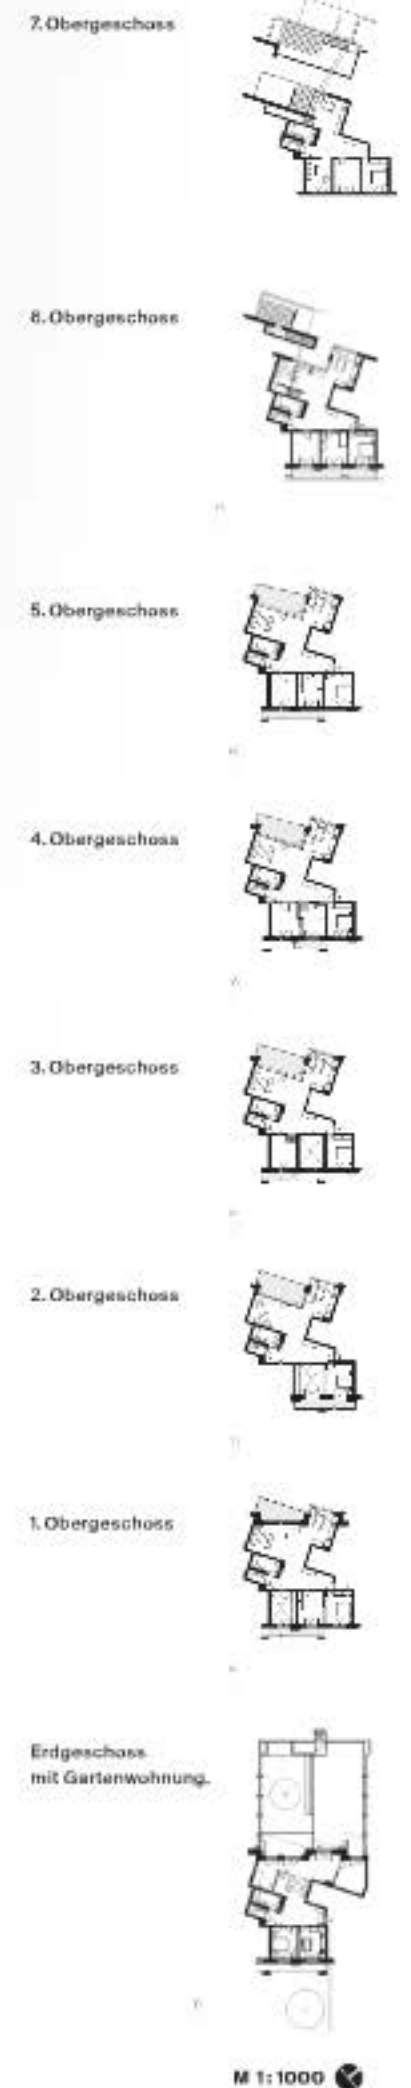 7. Obergeschoss
6. Obergeschoss
5. Obergeschoss
4. Obergeschoss
3. Obergeschoss
2. Obergeschoss
1. Obergeschoss
Erdgeschoss
mit Gartenwohnung.
M 1:1000